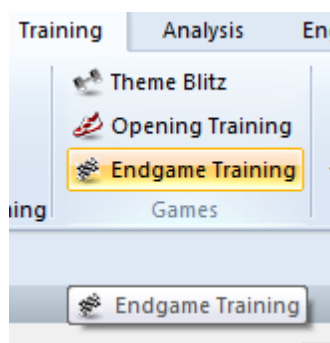 Training Analysis
Theme Blitz
Opening Training
Endgame Training
Games
Endgame Training